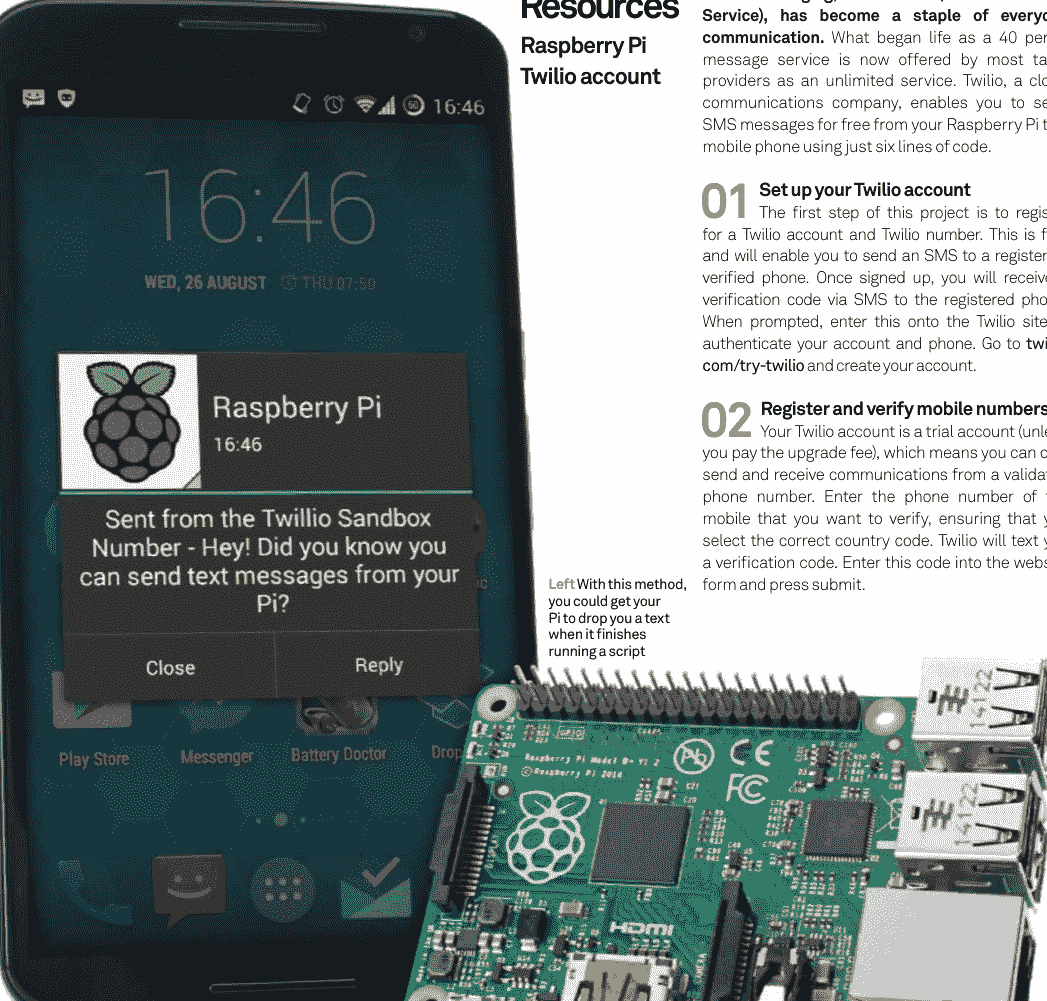 Resources
Raspberry Pi
Twilio account
Service), has become a staple of everyo
communication. What began life as a 40 per
message service is now offered by most ta
providers as an unlimited service. Twilio, a clo
communications company, enables you to se
SMS messages for free from your Raspberry Pi t
mobile phone using just six lines of code.
01 Set up your Twilio account
The first step of this project is to regis
for a Twilio account and Twilio number. This is f
and will enable you to send an SMS to a register
verified phone. Once signed up, you will receive
verification code via SMS to the registered pho
When prompted, enter this onto the Twilio site
authenticate your account and phone. Go to twi
com/try-twilio and create your account.
02 Register and verify mobile numbers
Your Twilio account is a trial account (unle
you pay the upgrade fee), which means you can o
send and receive communications from a validat
phone number. Enter the phone number of
mobile that you want to verify, ensuring that y
select the correct country code. Twilio will text y
a verification code. Enter this code into the webs
form and press submit.
Left With this method,
you could get your
Pi to drop you a text
when it finishes
running a script
60 16:46
16:46
WED, 26 AUGUST THU 07:50
Raspberry Pi
16:46
Sent from the Twillio Sandbox
Number - Hey! Did you know you
can send text messages from your
Pi?
Close Reply
Play Store Messenger Battery Doctor Drop
Raspberry Pi Model B+ V1.2
© Raspberry Pi 2014
CE
FC
HDMI
DISPLAY
CAMERA
14122
14122